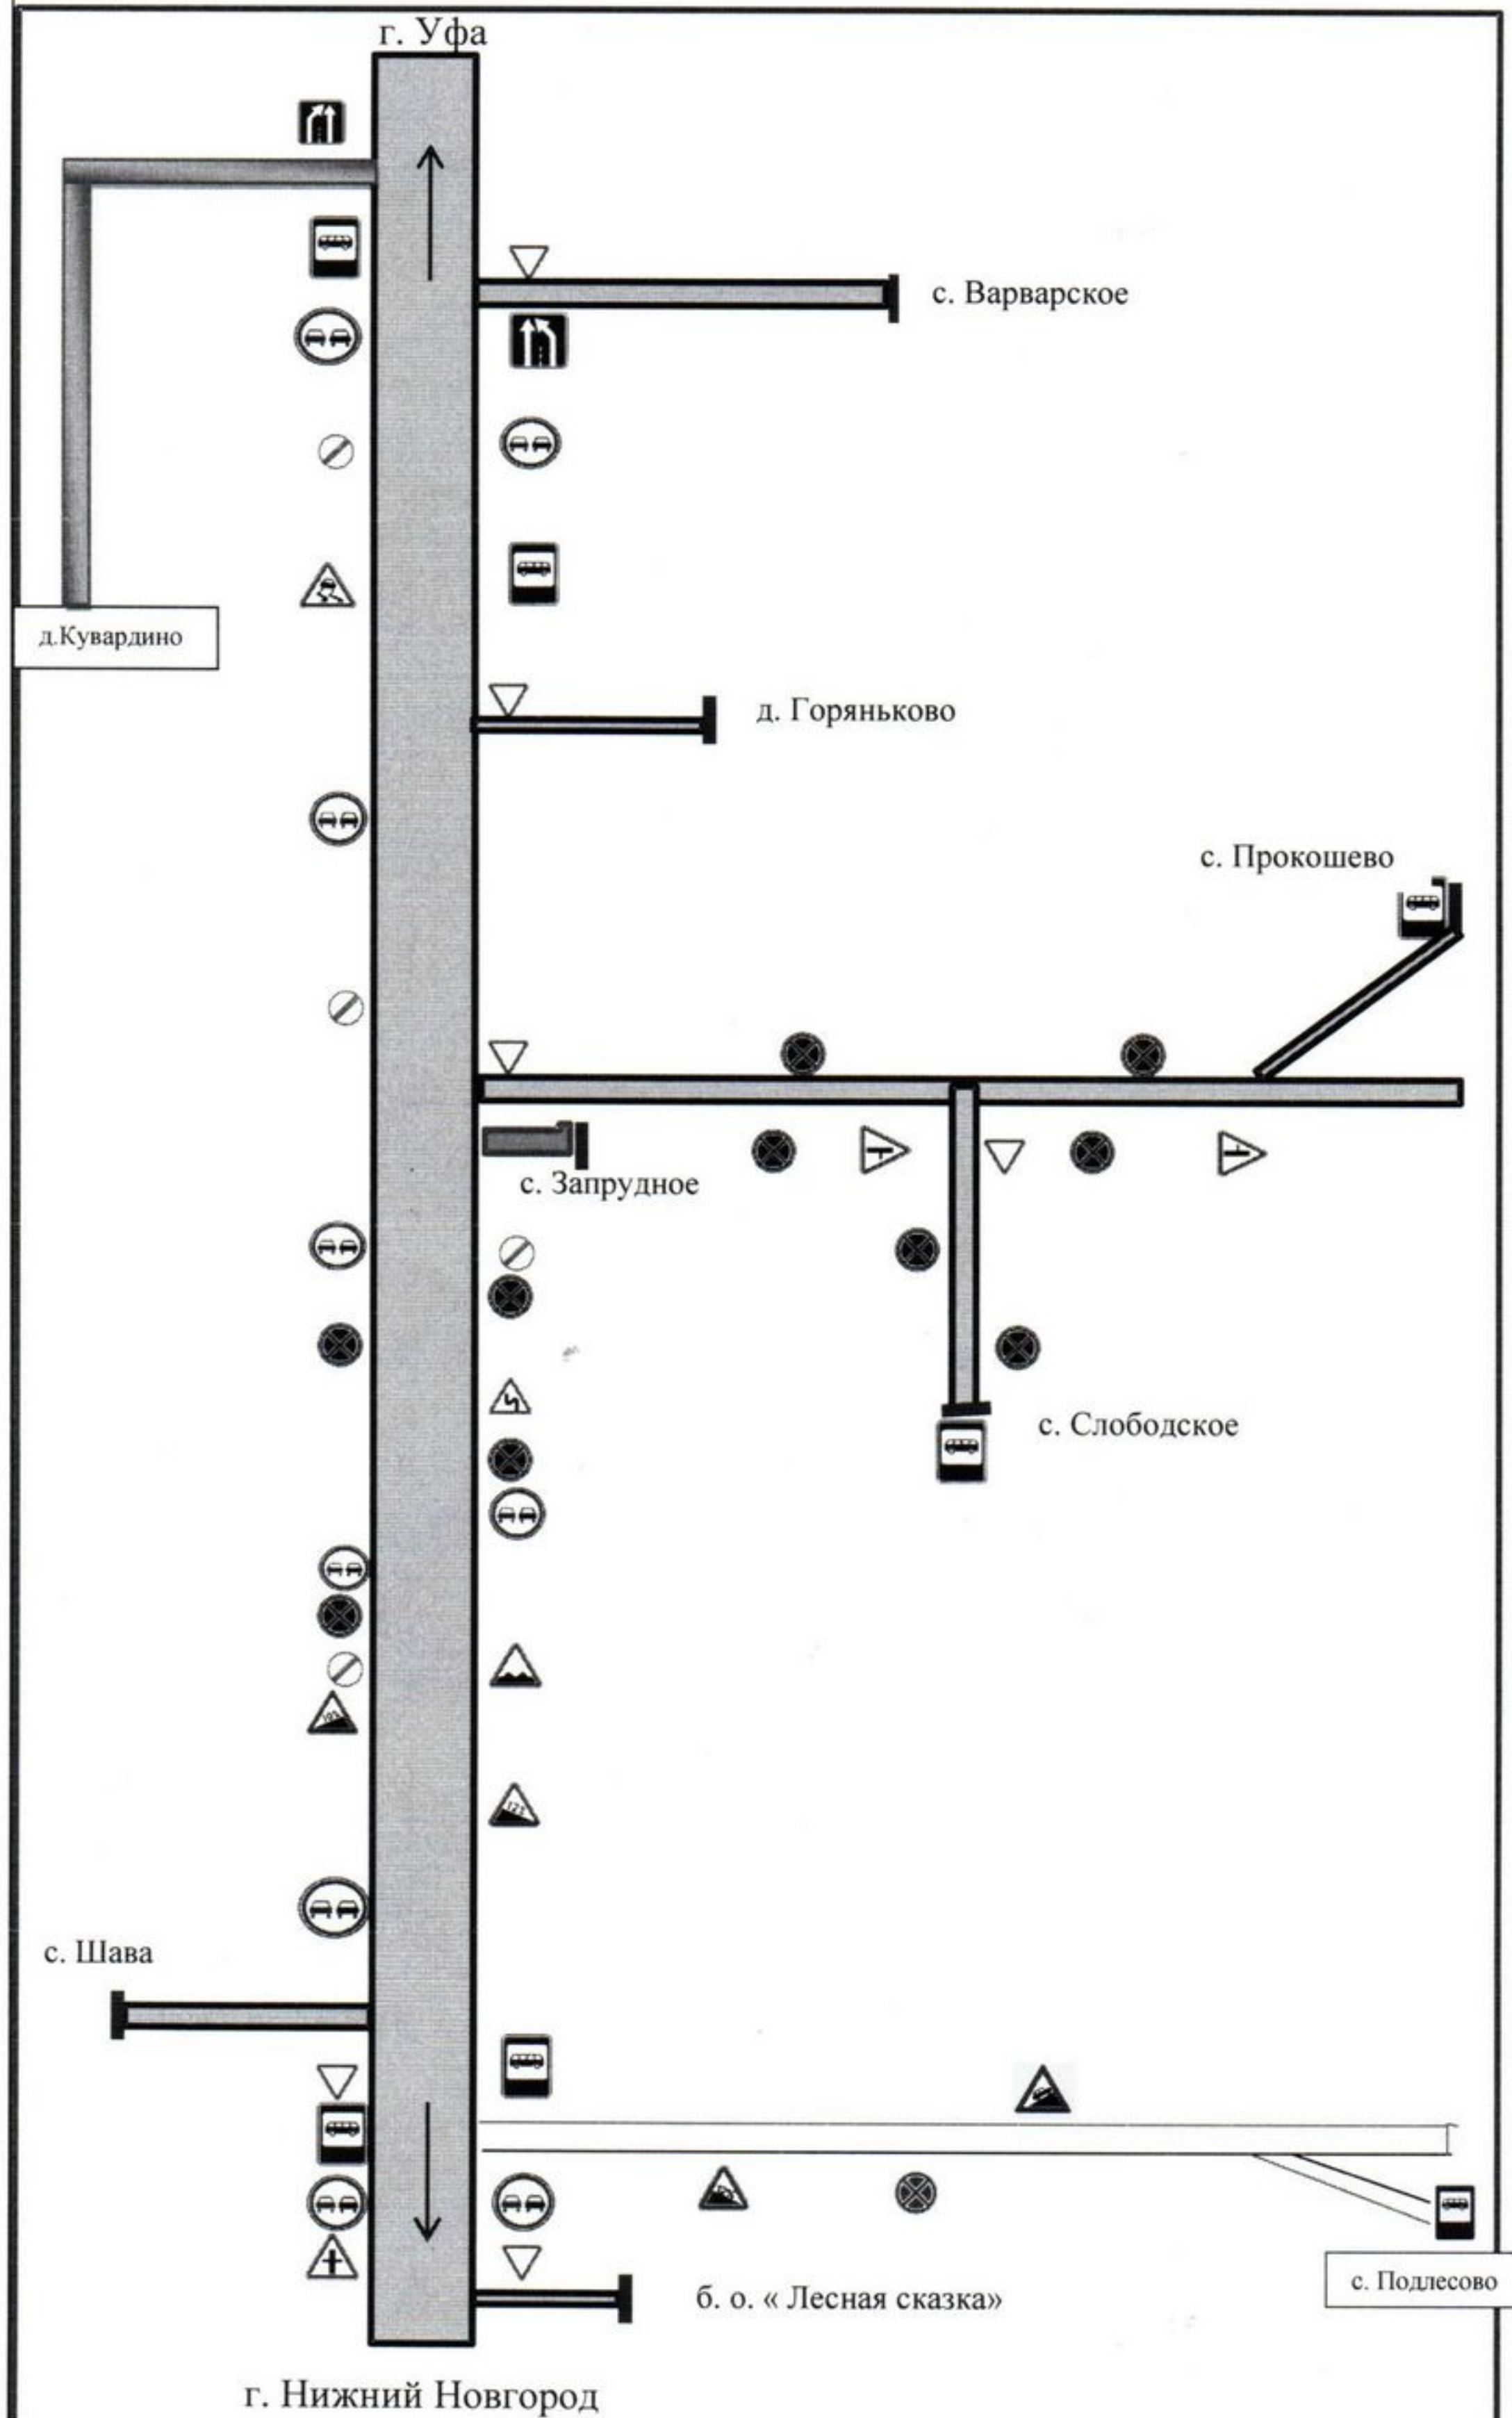 г. Уфа
с. Варварское
д.Кувардино
д. Горяньково
с. Прокошево
с. Запрудное
с. Слободское
с. Шава
б. о. « Лесная сказка»
с. Подлесово
г. Нижний Новгород